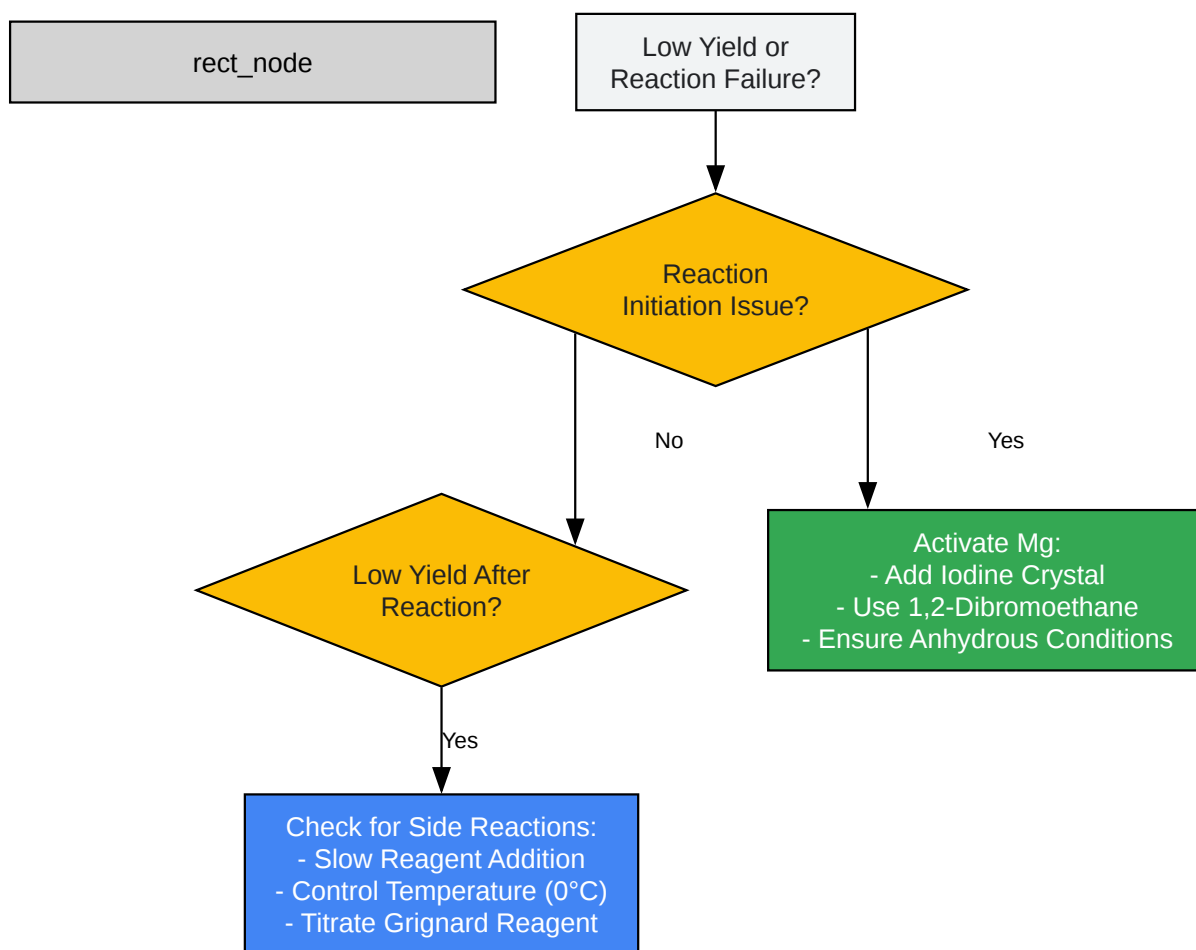 rect_node
Low Yield or
Reaction Failure?
Reaction
Initiation Issue?
No
Yes
Low Yield After
Reaction?
Activate Mg:
- Add Iodine Crystal
- Use 1,2-Dibromoethane
- Ensure Anhydrous Conditions
Yes
Check for Side Reactions:
- Slow Reagent Addition
- Control Temperature (0°C)
- Titrate Grignard Reagent